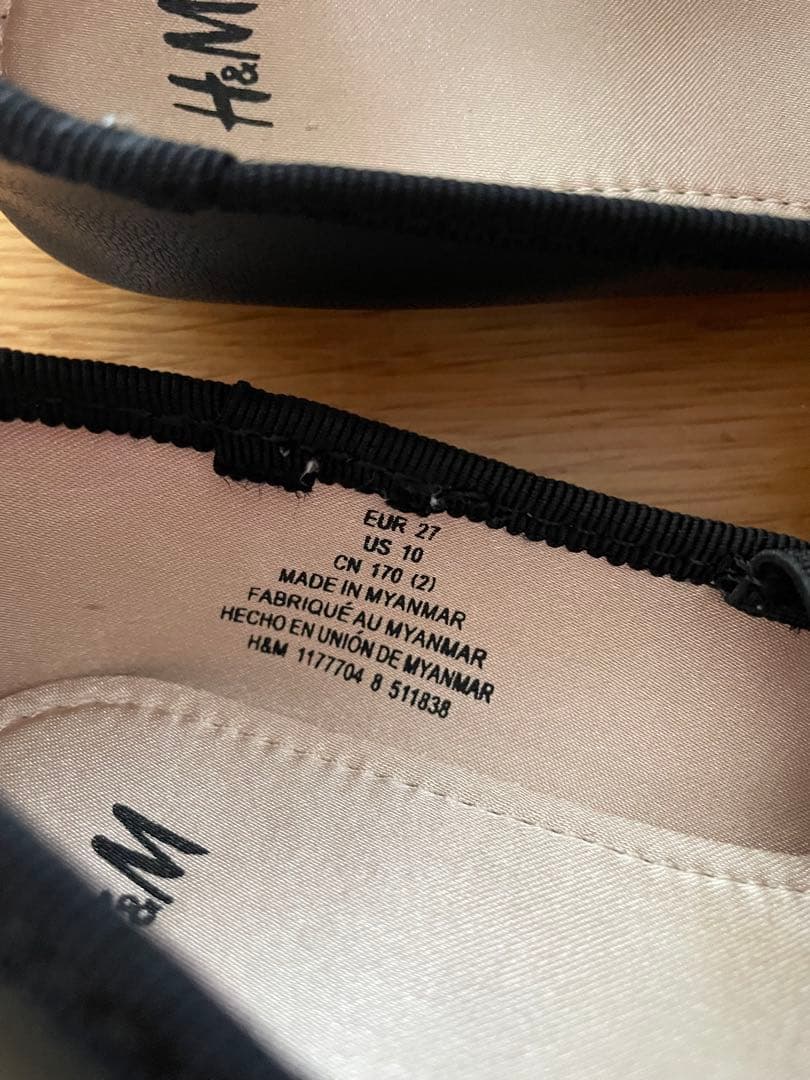 H&M
EUR 27
US 10
CN 170 (2)
MADE IN MYANMAR
FABRIQUÉ AU MYANMAR
HECHO EN UNIÓN DE MYANMAR
H&M 1177704 8 511838
H&M